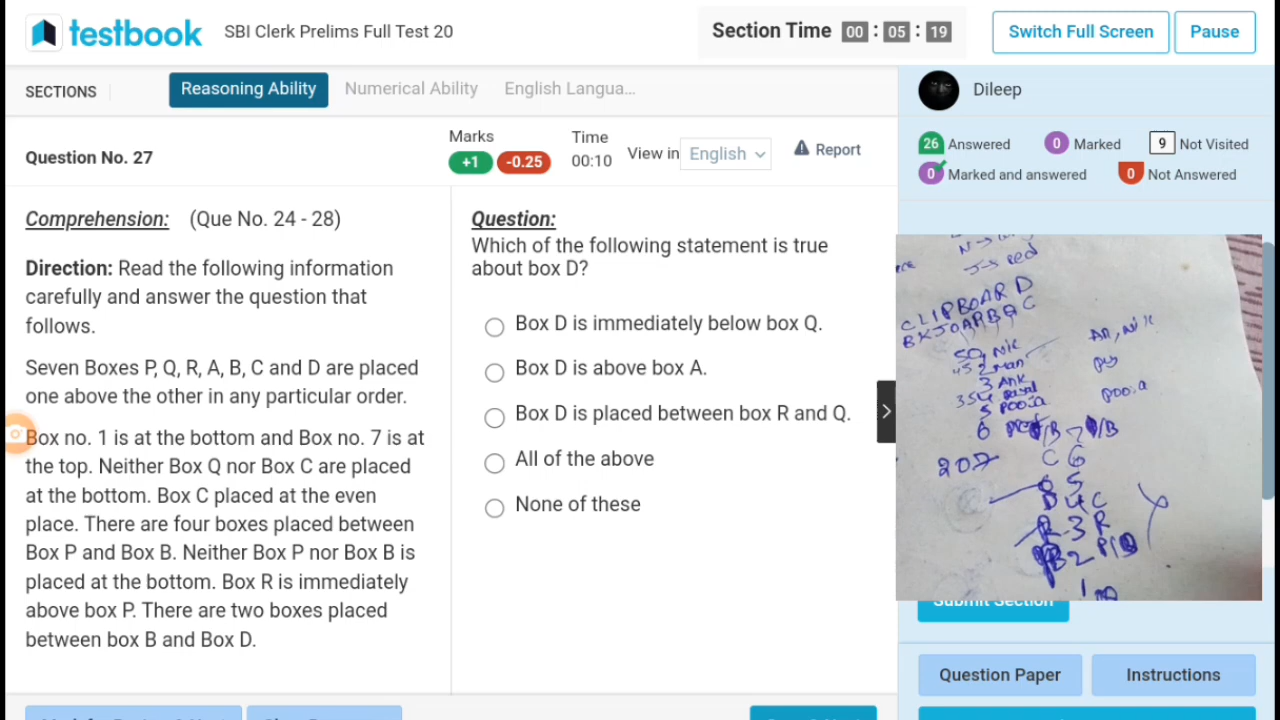 testbook
SBI Clerk Prelims Full Test 20
Section Time 00 : 05 : 19
Switch Full Screen
Pause
SECTIONS
Reasoning Ability
Numerical Ability
English Langua...
Dileep
Question No. 27
Marks
+1 -0.25
Time
00:10
View in English
Report
26 Answered
0 Marked
9 Not Visited
0 Marked and answered
0 Not Answered
Comprehension: (Que No. 24 - 28)
Direction: Read the following information
carefully and answer the question that
follows.
Seven Boxes P, Q, R, A, B, C and D are placed
one above the other in any particular order.
Box no. 1 is at the bottom and Box no. 7 is at
the top. Neither Box Q nor Box C are placed
at the bottom. Box C placed at the even
place. There are four boxes placed between
Box P and Box B. Neither Box P nor Box B is
placed at the bottom. Box R is immediately
above box P. There are two boxes placed
between box B and Box D.
Question:
Which of the following statement is true
about box D?
Box D is immediately below box Q.
Box D is above box A.
Box D is placed between box R and Q.
All of the above
None of these
CLIPBOARD
207
C 6
D 4 C
R 3 R
Submit Section
Question Paper
Instructions